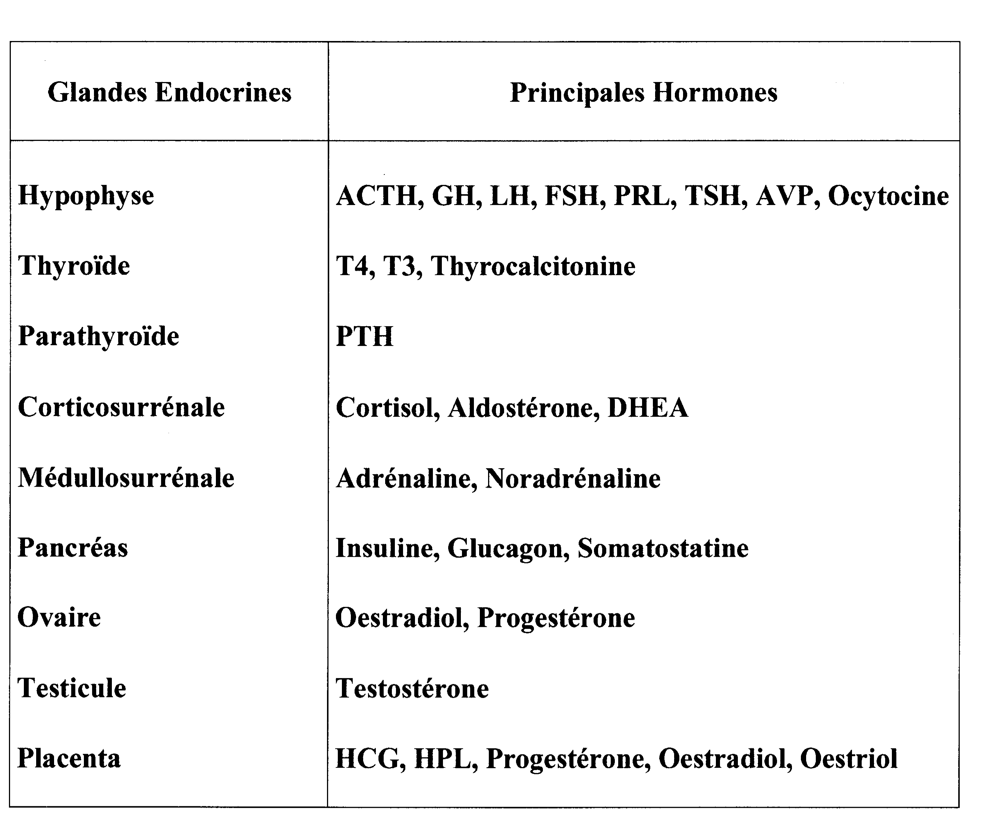 Glandes Endocrines Principales Hormones
Hypophyse ACTH, GH, LH, FSH, PRL, TSH, AVP, Ocytocine
Thyroïde T4, T3, Thyrocalcitonine
Parathyroïde PTH
Corticosurrénale Cortisol, Aldostérone, DHEA
Médullosurrénale Adrénaline, Noradrénaline
Pancréas Insuline, Glucagon, Somatostatine
Ovaire Oestradiol, Progestérone
Testicule Testostérone
Placenta HCG, HPL, Progestérone, Oestradiol, Oestriol